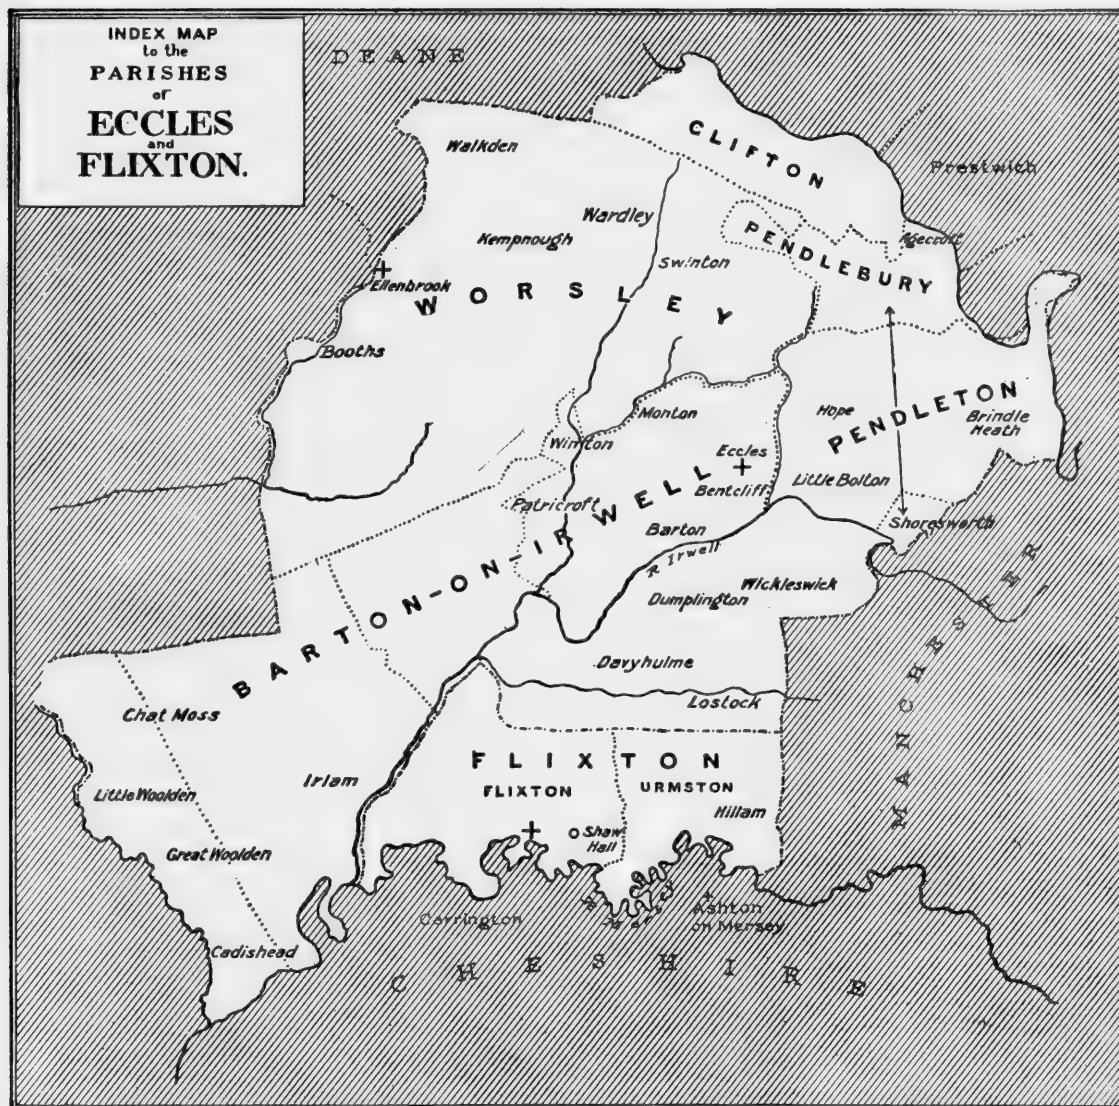 INDEX MAP
to the
PARISHES
of
ECCLES
and
FLIXTON.
DEANE
CLIFTON
Prestwich
Walkden
Wardley
Kempnough
PENDLEBURY
Agecroft
Swinton
Ellenbrook
WORSLEY
Booths
Monton
Hope
PENDLETON
Brindle
Heath
Winton
Eccles
Bentcliff
Little Bolton
Patricroft
Shoresworth
Barton
R Irwell
Wickleswick
Dumplington
BARTON-ON-IRWELL
Davyhulme
Lostock
MANCHESTER
Chat Moss
Irlam
FLIXTON
FLIXTON
URMSTON
Little Woolden
Hillam
Shaw
Hall
Great Woolden
Carrington
Ashton
on Mersey
Cadishead
CHESHIRE